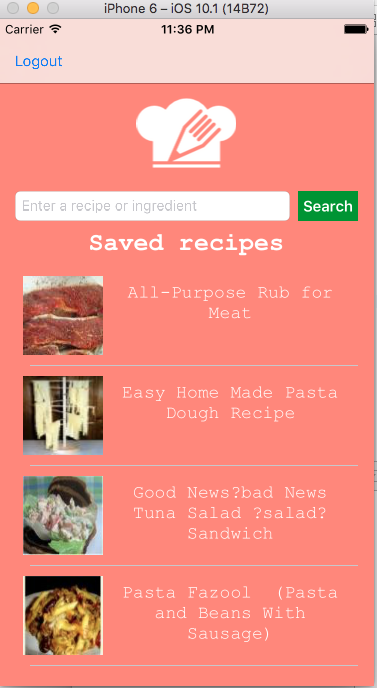 iPhone 6 – iOS 10.1 (14B72)
Carrier 11:36 PM
Logout
Enter a recipe or ingredient Search
Saved recipes
All-Purpose Rub for
Meat
Easy Home Made Pasta
Dough Recipe
Good News?bad News
Tuna Salad ?salad?
Sandwich
Pasta Fazool  (Pasta
and Beans With
Sausage)